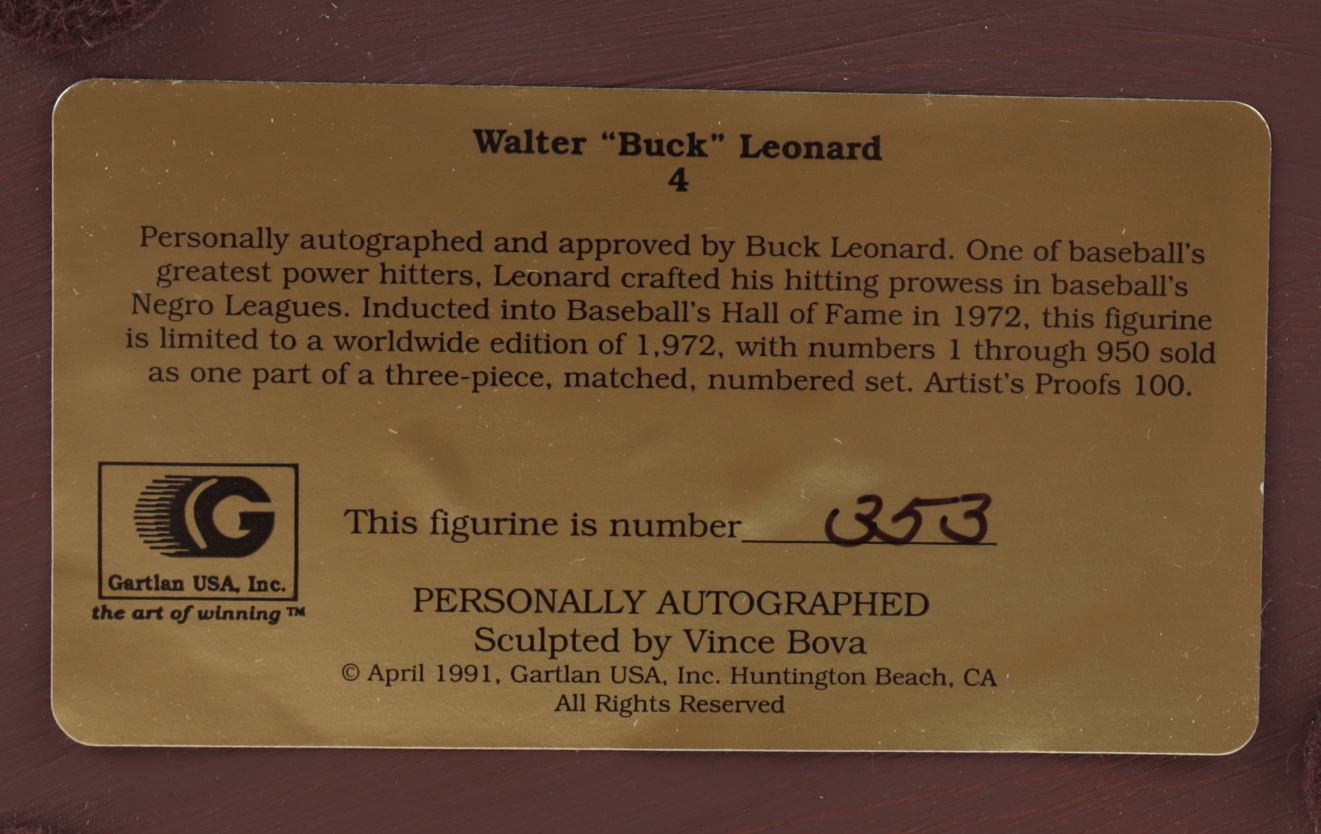 Walter “Buck” Leonard
4
Personally autographed and approved by Buck Leonard. One of baseball's
greatest power hitters, Leonard crafted his hitting prowess in baseball's
Negro Leagues. Inducted into Baseball's Hall of Fame in 1972, this figurine
is limited to a worldwide edition of 1,972, with numbers 1 through 950 sold
as one part of a three-piece, matched, numbered set. Artist's Proofs 100.
G
Gartlan USA, Inc.
the art of winning™
This figurine is number 353
PERSONALLY AUTOGRAPHED
Sculpted by Vince Bova
© April 1991, Gartlan USA, Inc. Huntington Beach, CA
All Rights Reserved